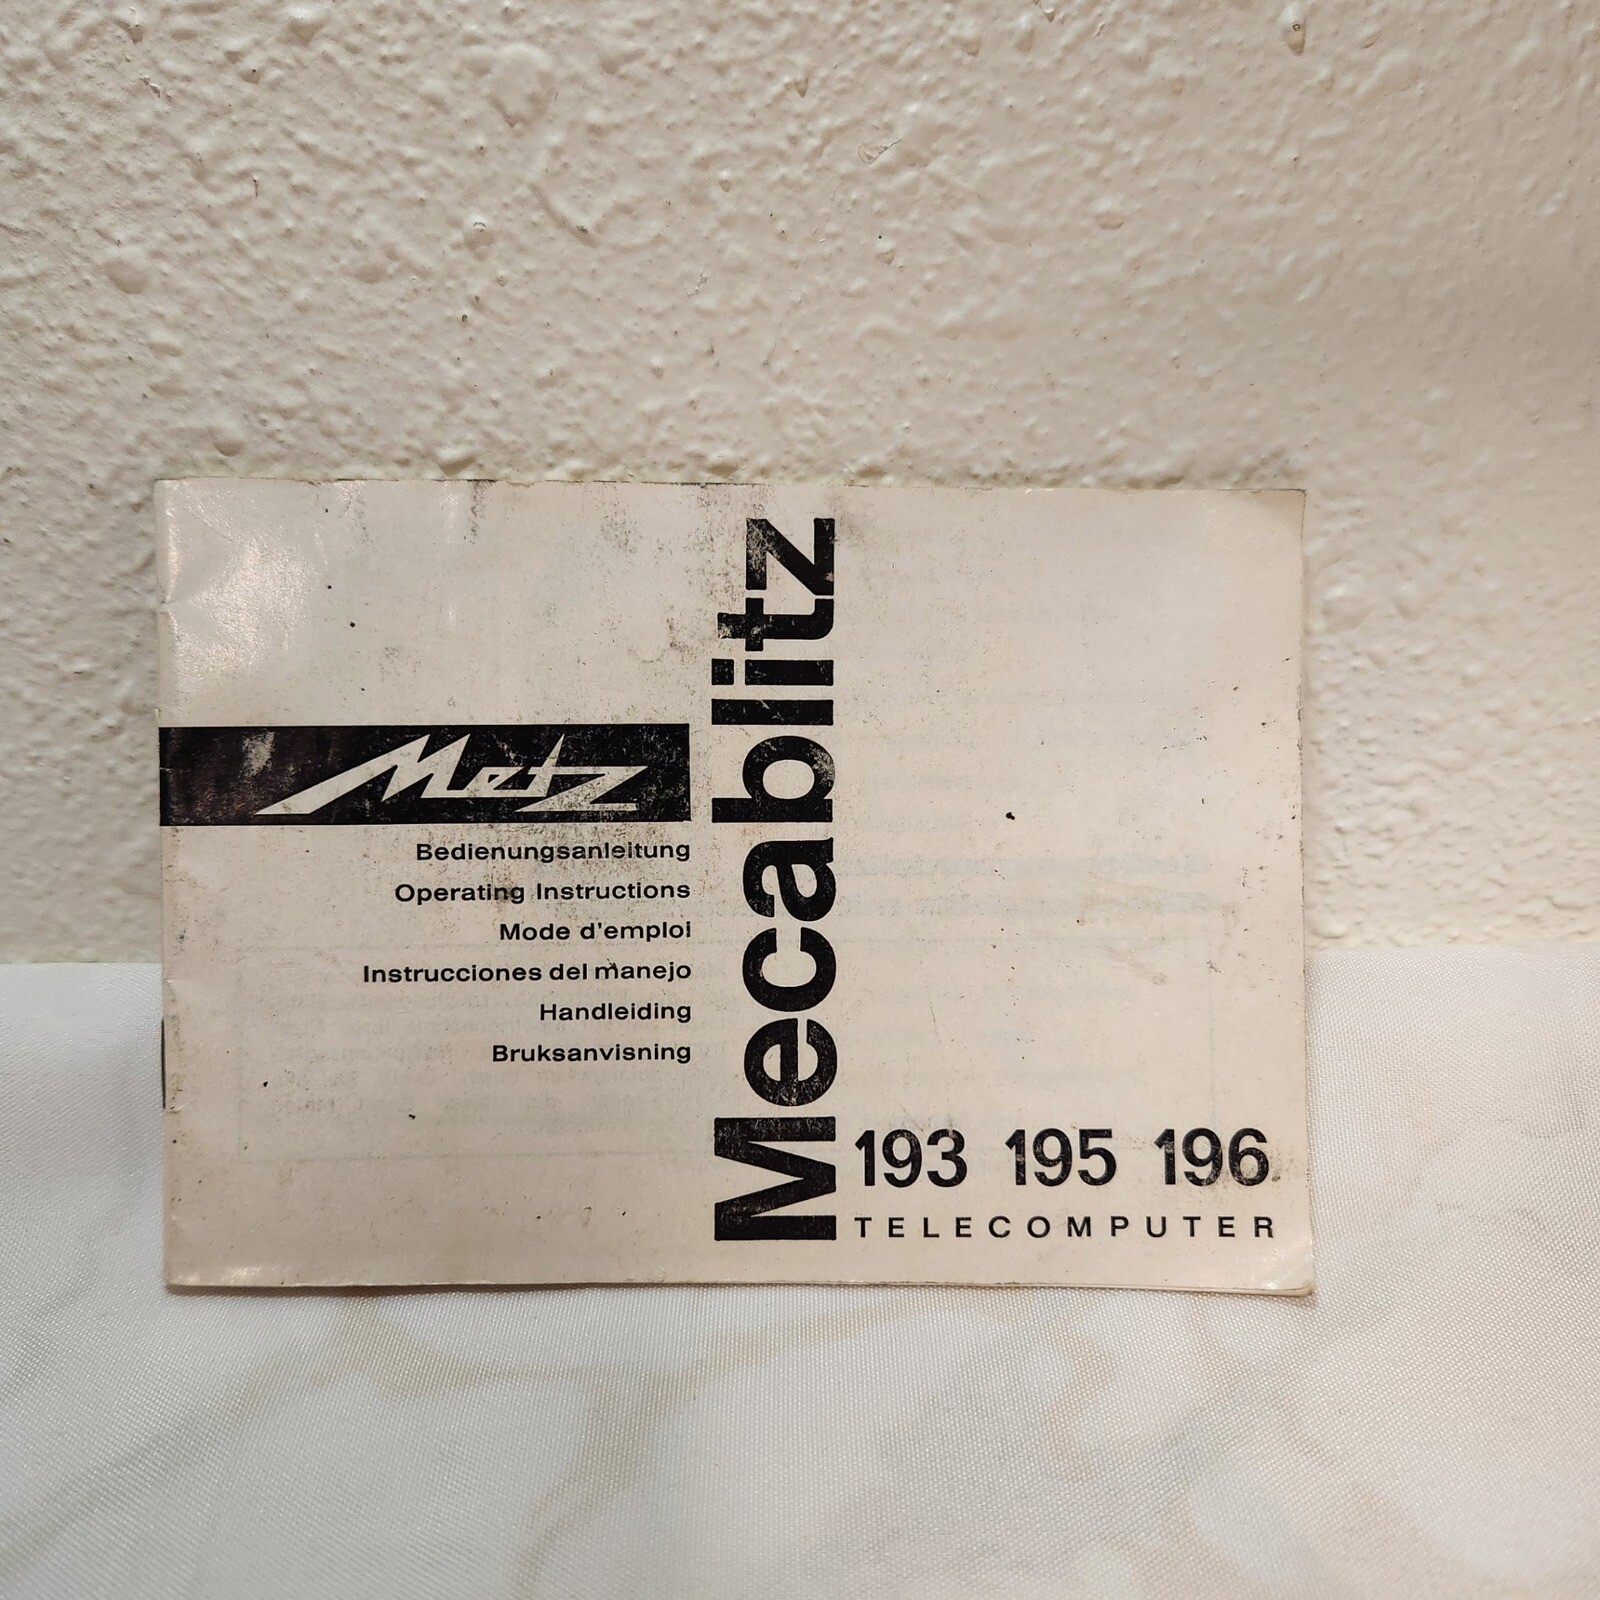 Metz
Bedienungsanleitung
Operating Instructions
Mode d'emploi
Instrucciones del manejo
Handleiding
Bruksanvisning
Mecablitz
193 195 196
TELECOMPUTER